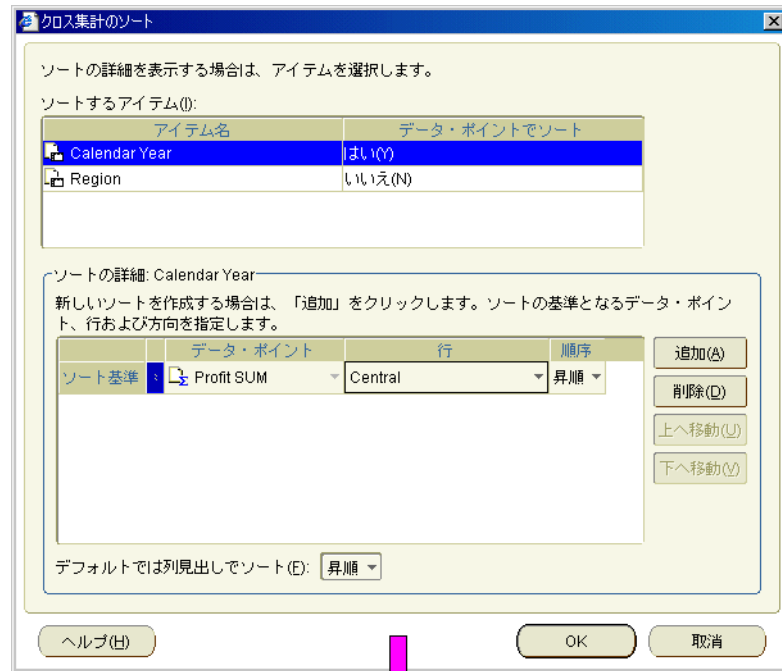 クロス集計のソート
ソートの詳細を表示する場合は、アイテムを選択します。
ソートするアイテム(I):
アイテム名 データ・ポイントでソート
Calendar Year はい(Y)
Region いいえ(N)
ソートの詳細: Calendar Year
新しいソートを作成する場合は、「追加」をクリックします。ソートの基準となるデータ・ポイン
ト、行および方向を指定します。
データ・ポイント 行 順序
ソート基準 Profit SUM Central 昇順
追加(A)
削除(D)
上へ移動(U)
下へ移動(V)
デフォルトでは列見出しでソート(F): 昇順
ヘルプ(H) OK 取消